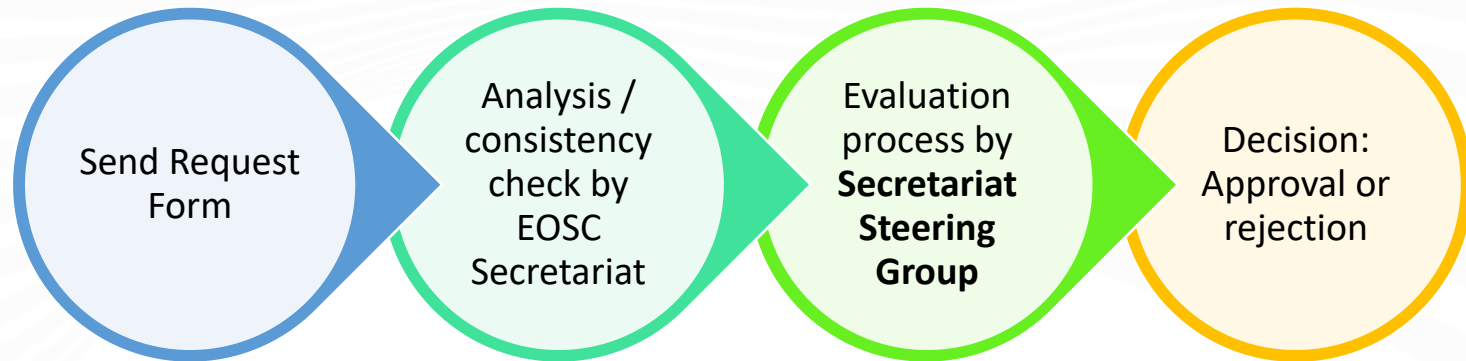 Send Request
Form
Analysis /
consistency
check by
EOSC
Secretariat
Evaluation
process by
Secretariat
Steering
Group
Decision:
Approval or
rejection